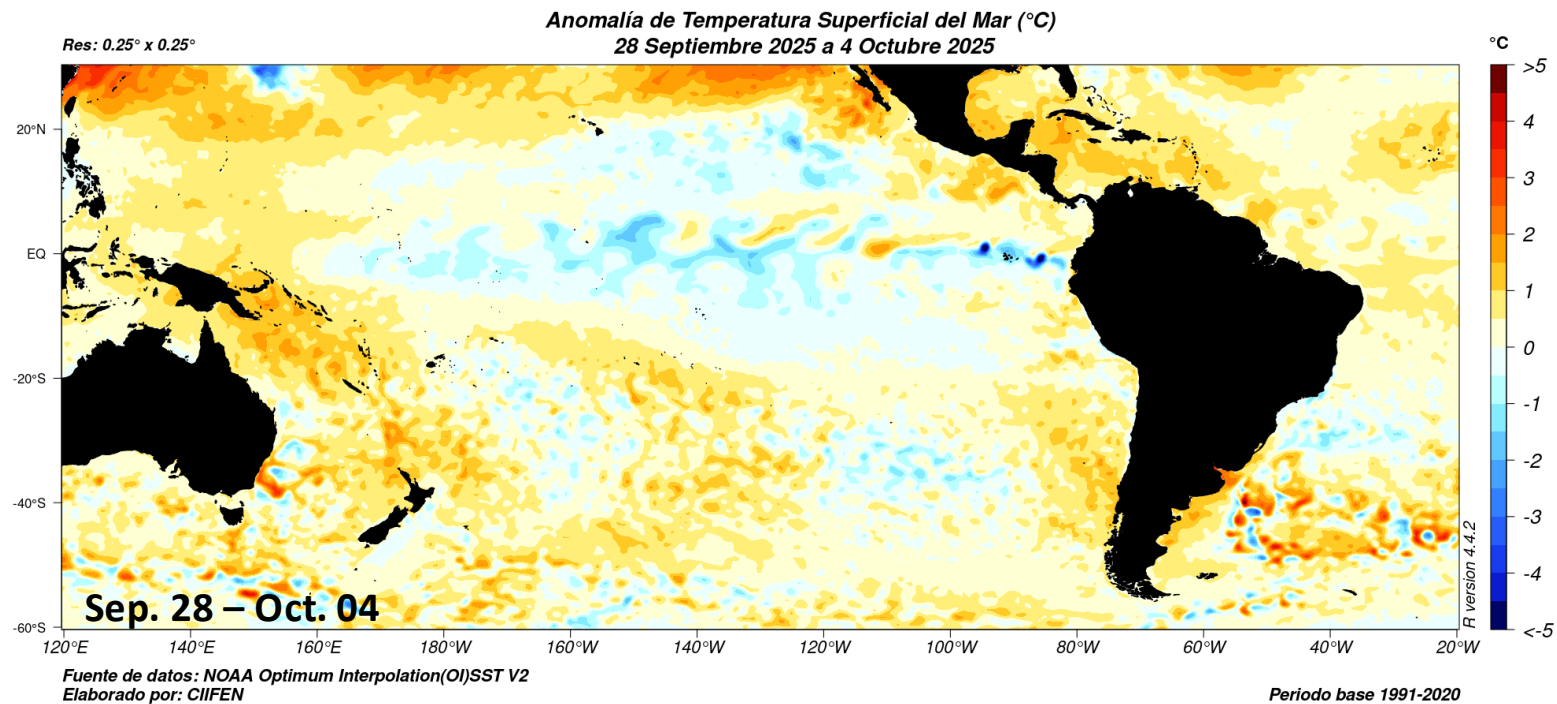 Anomalía de Temperatura Superficial del Mar (°C)
28 Septiembre 2025 a 4 Octubre 2025
Res: 0.25° x 0.25°
°C
>5
4
3
2
1
0
-1
-2
-3
-4
<-5
20°N
EQ
-20°S
-40°S
-60°S
Sep. 28 – Oct. 04
R version 4.4.2
120°E 140°E 160°E 180°W 160°W 140°W 120°W 100°W 80°W 60°W 40°W 20°W
Fuente de datos: NOAA Optimum Interpolation(OI)SST V2
Elaborado por: CIIFEN
Periodo base 1991-2020